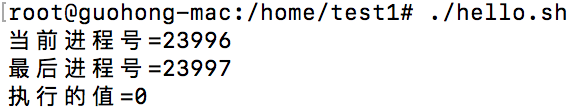 [root@guohong-mac:/home/test1# ./hello.sh
当前进程号=23996
最后进程号=23997
执行的值=0